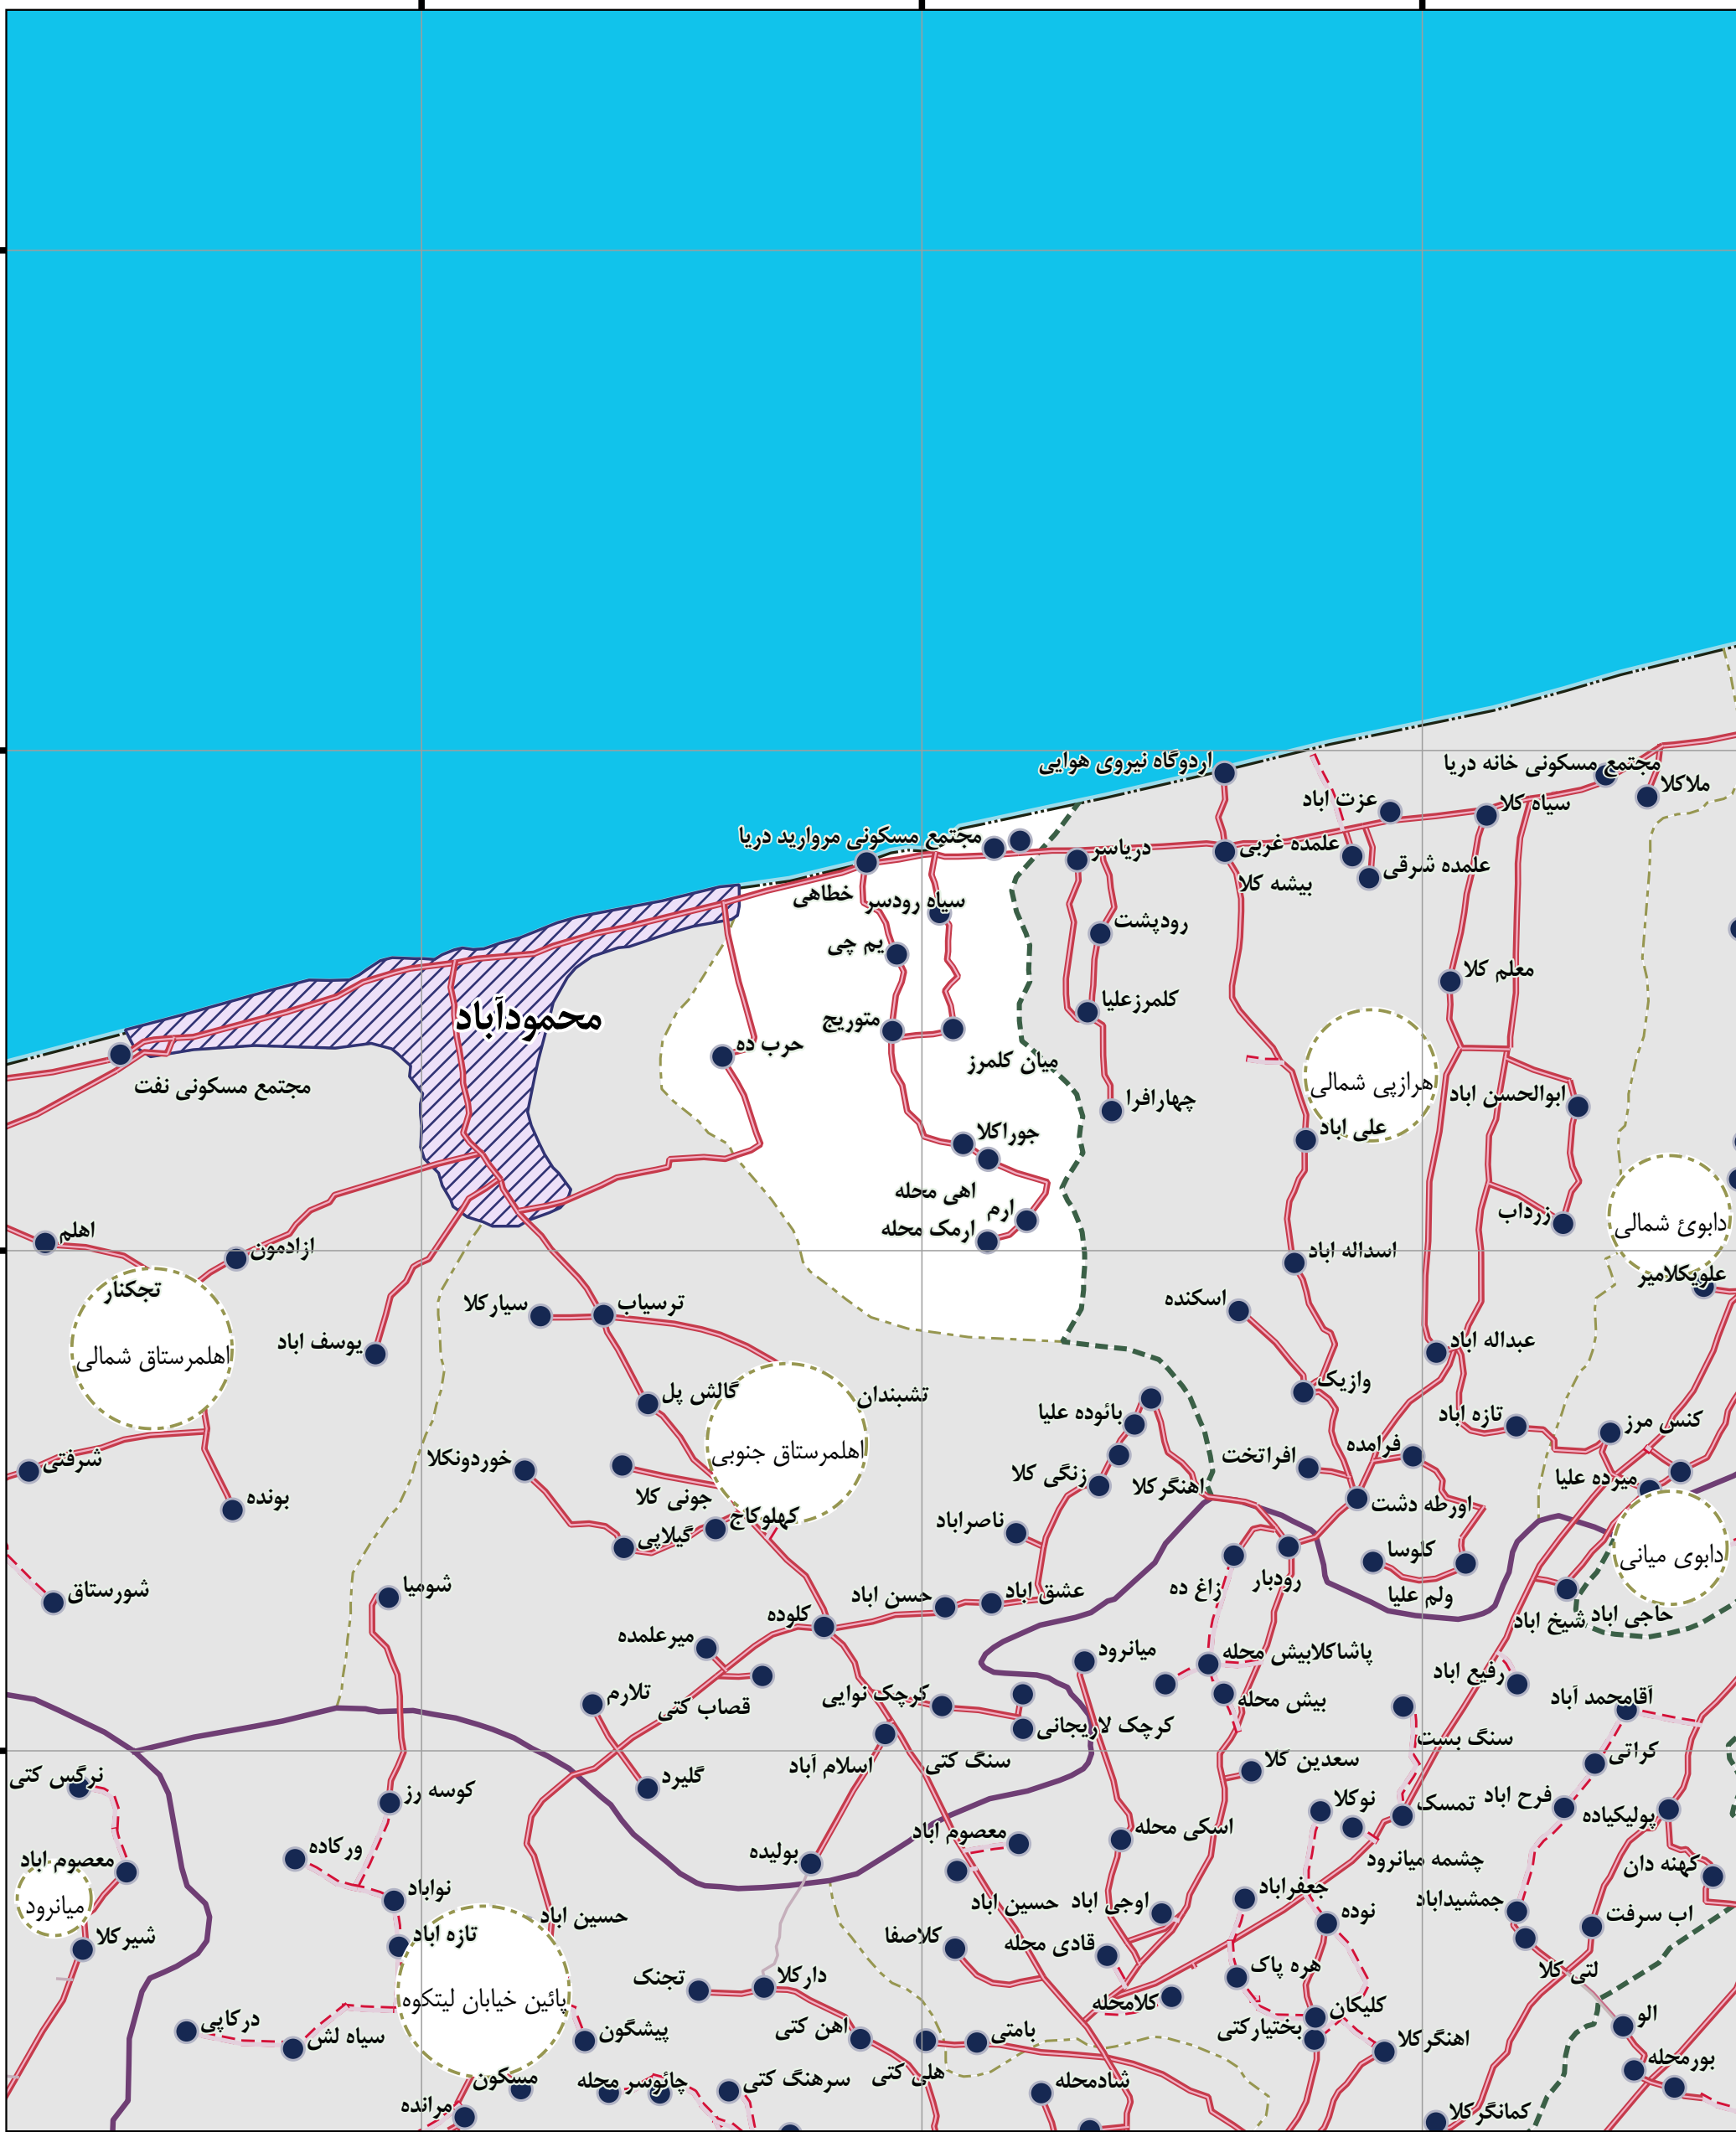 اردوگاه نیروی هوایی
مجتمع مسکونی خانه دریا
ملاکلا
عزت اباد
سیاه کلا
مجتمع مسکونی مروارید دریا
دریاسر
علمده غربی
علمده شرقی
بیشه کلا
خطاهی
سیاه رودسر
رودپشت
یم چی
معلم کلا
کلمرزعلیا
محمودآباد
متوریج
حرب ده
میان کلمرز
مجتمع مسکونی نفت
هرازپی شمالی
ابوالحسن اباد
چهارافرا
علی اباد
جوراکلا
اهی محله
ارم
ارمک محله
زرداب
دابوئ شمالی
اهلم
ازادمون
اسداله اباد
علویکلامیر
تجکنار
سیارکلا
ترسیاب
اسکنده
یوسف اباد
عبداله اباد
اهلمرستاق شمالی
وازیک
گالش پل
تشبندان
بائوده علیا
تازه اباد
کنس مرز
اهلمرستاق جنوبی
فرامده
شرفتی
خوردونکلا
افراتخت
زنگی کلا
میرده علیا
اهنگرکلا
بونده
جونی کلا
اورطه دشت
کهلوکاج
ناصراباد
گیلاپی
کلوسا
دابوی میانی
رودبار
زاغ ده
شورستاق
شومیا
عشق اباد
حسن اباد
ولم علیا
کلوده
حاجی اباد
شیخ اباد
میرعلمده
میانرود
پاشاکلابیش محله
رفیع اباد
تلارم
کرچک نوایی
قصاب کتی
بیش محله
آقامحمد آباد
کرچک لاریجانی
سنگ بست
سنگ کتی
سعدین کلا
کراتی
اسلام آباد
گلیرد
نرگس کتی
کوسه رز
نوکلا
تمسک
فرح اباد
پولیکیاده
اسکی محله
معصوم اباد
ورکاده
بولیده
چشمه میانرود
کهنه دان
معصوم اباد
نواباد
جعفراباد
جمشیداباد
حسین اباد
اوجی اباد
میانرود
نوده
اب سرفت
حسین اباد
شیرکلا
تازه اباد
کلاصفا
قادی محله
هره پاک
لتی کلا
تجنک
دارکلا
پائین خیابان لیتکوه
کلامحله
کلیکان
درکاپی
سیاه لش
پیشگون
اهن کتی
بامتی
بختیارکتی
اهنگرکلا
الو
بورمحله
مسکون
چائوسر محله
سرهنگ کتی
هلی کتی
شادمحله
مرانده
کمانگرکلا